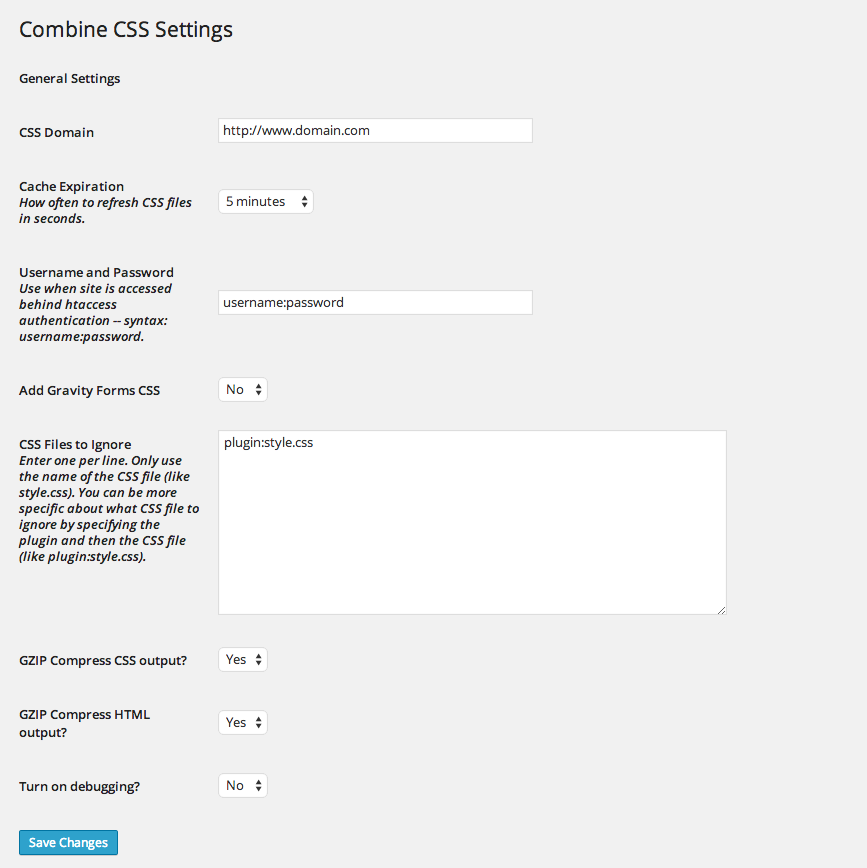 Combine CSS Settings
General Settings
CSS Domain
http://www.domain.com
Cache Expiration
How often to refresh CSS files
in seconds.
5 minutes
Username and Password
Use when site is accessed
behind htaccess
authentication -- syntax:
username:password.
username:password
Add Gravity Forms CSS
No
CSS Files to Ignore
Enter one per line. Only use
the name of the CSS file (like
style.css). You can be more
specific about what CSS file to
ignore by specifying the
plugin and then the CSS file
(like plugin:style.css).
plugin:style.css
GZIP Compress CSS output?
Yes
GZIP Compress HTML
output?
Yes
Turn on debugging?
No
Save Changes